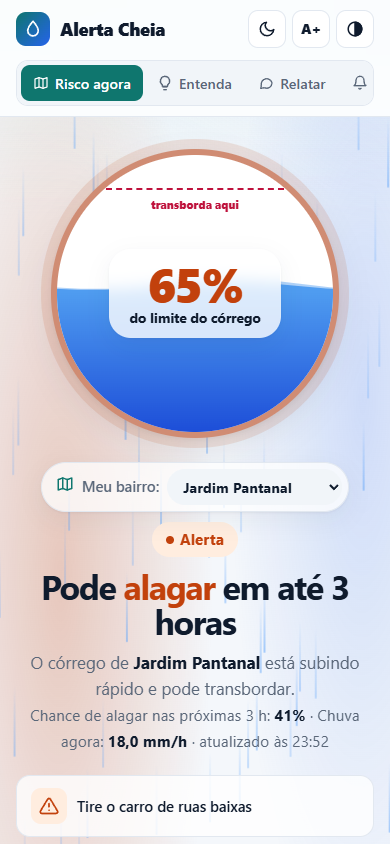 Alerta Cheia
A+
Risco agora
Entenda
Relatar
transborda aqui
65%
do limite do córrego
Meu bairro:
Jardim Pantanal
Alerta
Pode alagar em até 3
horas
O córrego de Jardim Pantanal está subindo
rápido e pode transbordar.
Chance de alagar nas próximas 3 h: 41% · Chuva
agora: 18,0 mm/h · atualizado às 23:52
Tire o carro de ruas baixas